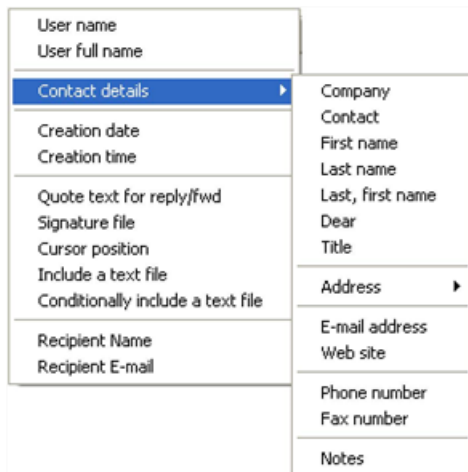 User name
User full name
Contact details
Creation date
Creation time
Quote text for reply/fwd
Signature file
Cursor position
Include a text file
Conditionally include a text file
Recipient Name
Recipient E-mail
Company
Contact
First name
Last name
Last, first name
Dear
Title
Address
E-mail address
Web site
Phone number
Fax number
Notes